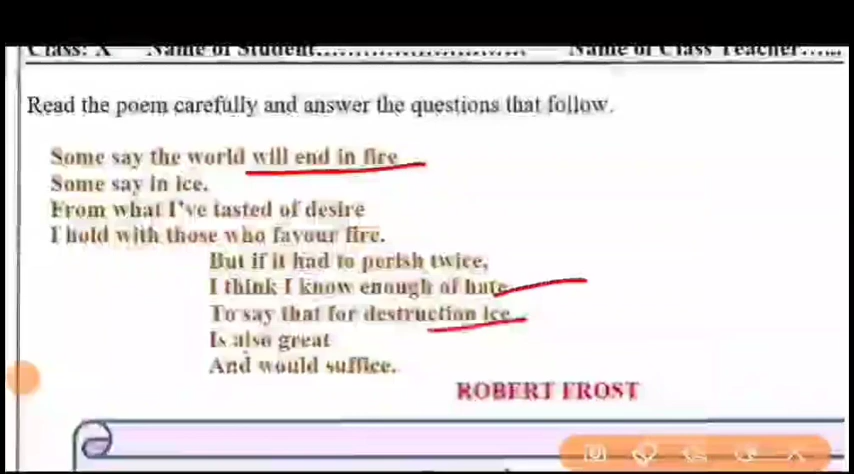 Class: X Name of Student............................ Name of Class Teacher......
Read the poem carefully and answer the questions that follow.
Some say the world will end in fire
Some say in ice.
From what I've tasted of desire
I hold with those who favour fire.
But if it had to perish twice,
I think I know enough of hate
To say that for destruction ice
Is also great
And would suffice.
ROBERT FROST